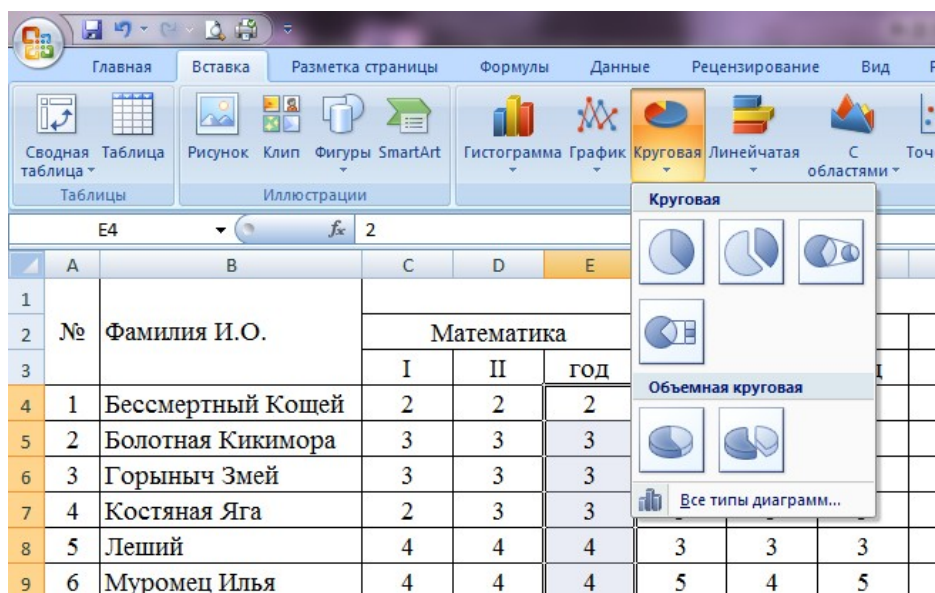 Главная Вставка Разметка страницы Формулы Данные Рецензирование Вид
Сводная таблица Таблица Рисунок Клип Фигуры SmartArt Гистограмма График Круговая Линейчатая С областями
Таблицы Иллюстрации
E4 fx 2
Круговая
A B C D E
1
2 № Фамилия И.О. Математика
3 I II год
Объемная круговая
4 1 Бессмертный Кощей 2 2 2
5 2 Болотная Кикимора 3 3 3
6 3 Горыныч Змей 3 3 3
7 4 Костяная Яга 2 3 3
Все типы диаграмм...
8 5 Леший 4 4 4 3 3 3
9 6 Муромец Илья 4 4 4 5 4 5